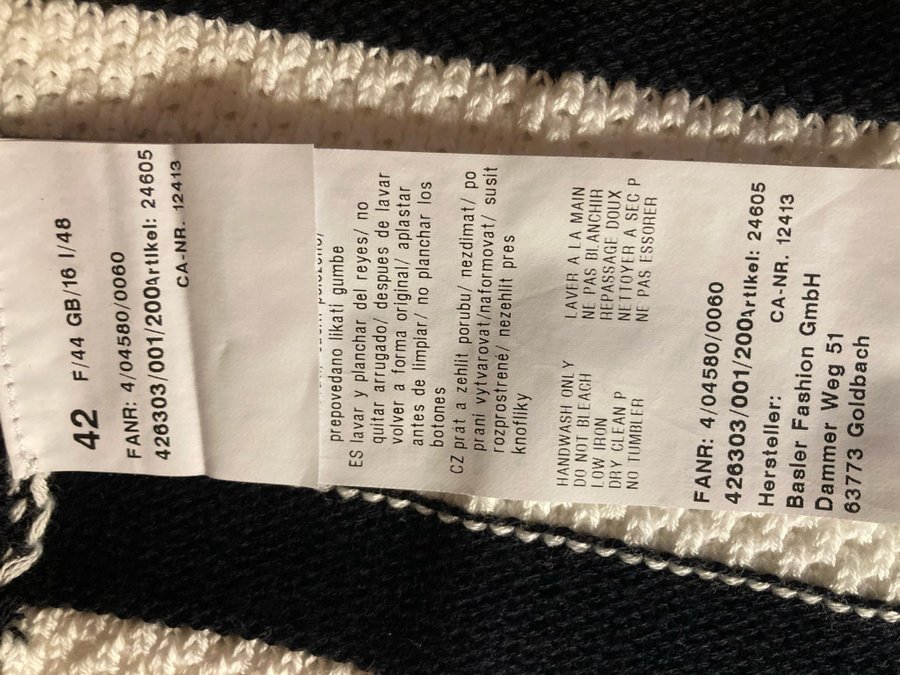 42 F/44 GB/16 I/48
FANR: 4/04580/0060
426303/001/200Artikel: 24605
CA-NR. 12413
prepovedano likati gumbe
ES lavar y planchar del reyes/ no
quitar arrugado/ despues de lavar
volver a forma original/ aplastar
antes de limpiar/ no planchar los
botones
CZ prát a zehlit porubu/ nezdimat/ po
prani vytvarovat/naformovat/ susit
rozprostrené/ nezehlit pres
knoflíky
HANDWASH ONLY
DO NOT BLEACH
LOW IRON
DRY CLEAN P
NO TUMBLER
LAVER A LA MAIN
NE PAS BLANCHIR
REPASSAGE DOUX
NETTOYER A SEC P
NE PAS ESSORER
FANR: 4/04580/0060
426303/001/200Artikel: 24605
Hersteller: CA-NR. 12413
Basler Fashion GmbH
Dammer Weg 51
63773 Goldbach